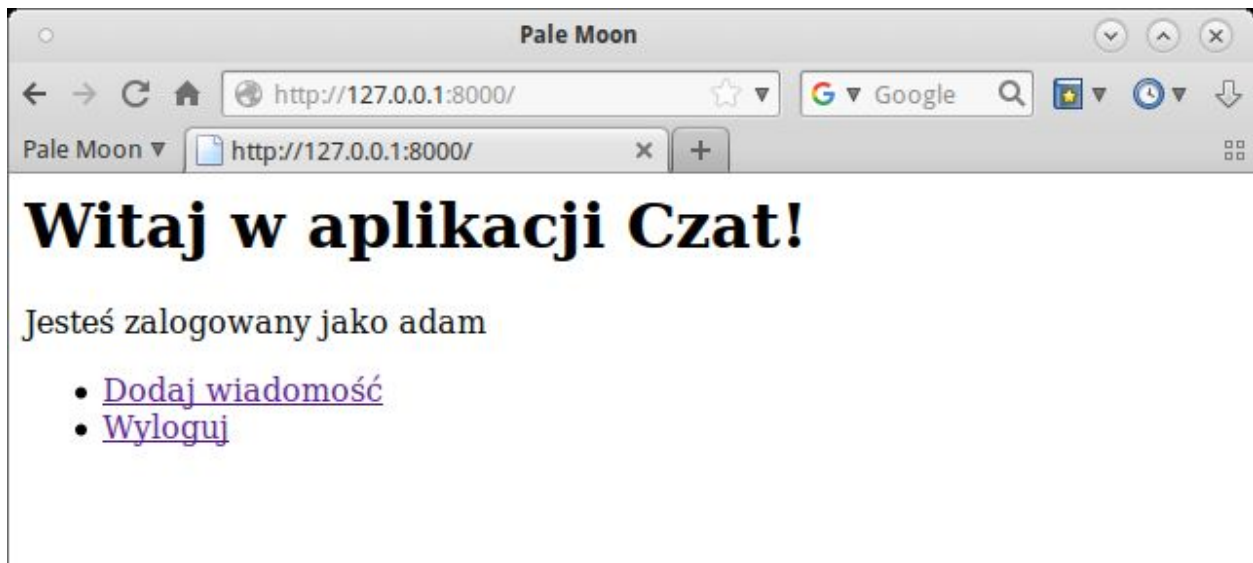 Pale Moon
http://127.0.0.1:8000/
Google
Pale Moon
http://127.0.0.1:8000/
Witaj w aplikacji Czat!
Jesteś zalogowany jako adam
Dodaj wiadomość
Wyloguj